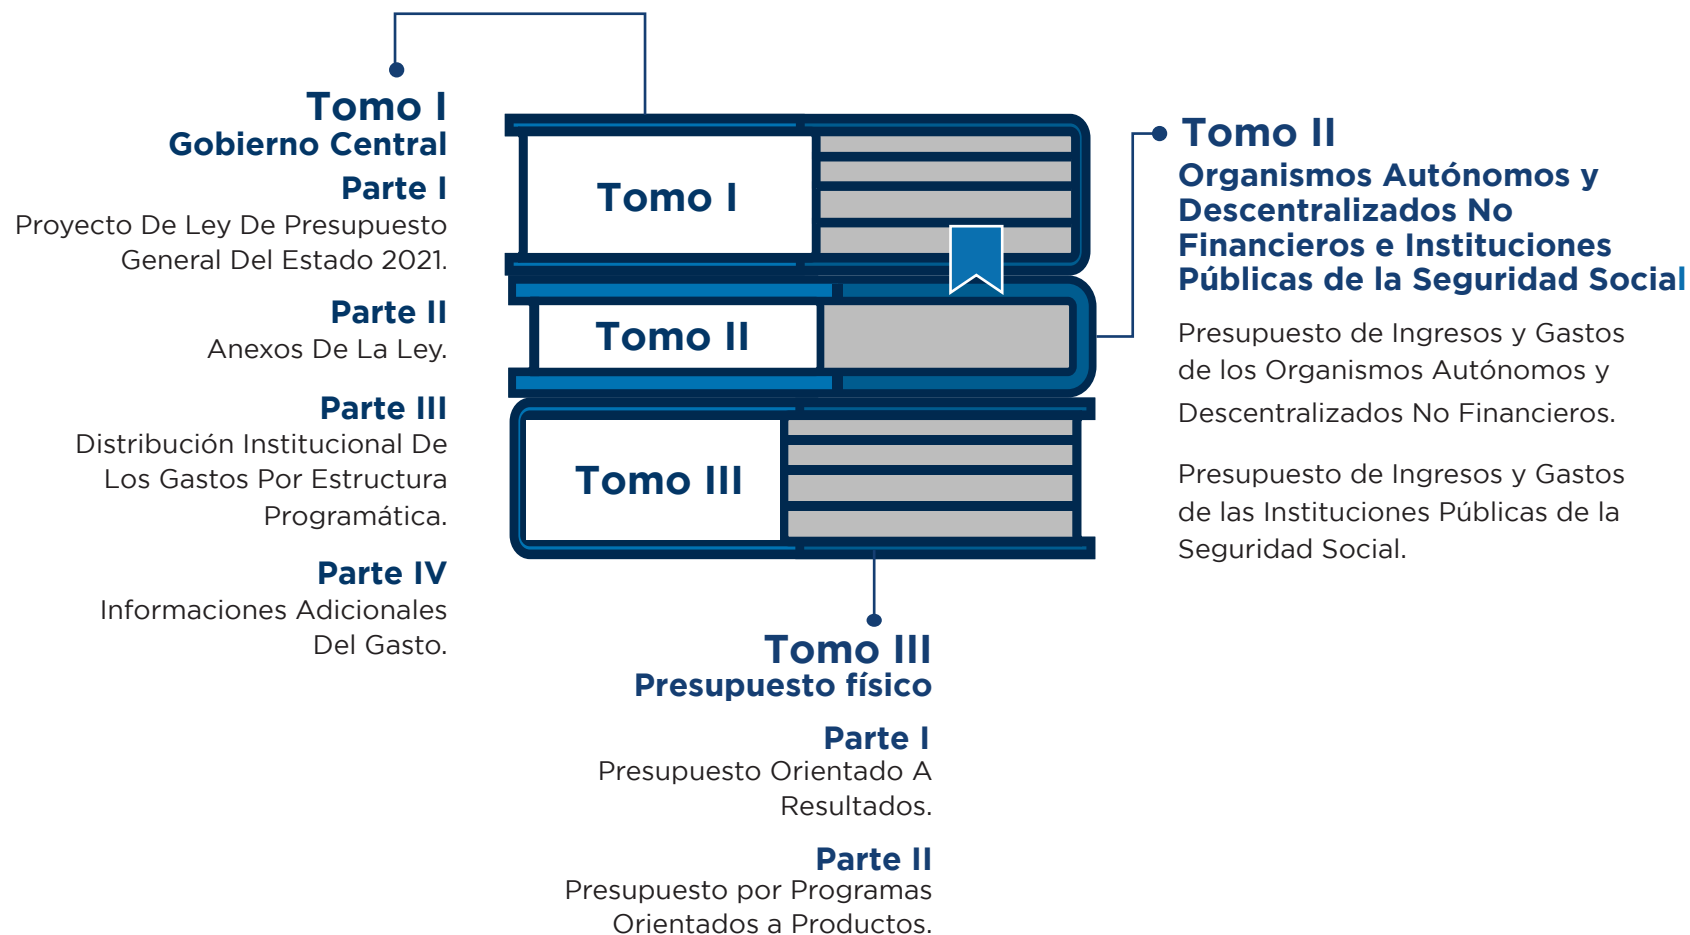 Tomo I
Gobierno Central
Parte I
Proyecto De Ley De Presupuesto
General Del Estado 2021.
Parte II
Anexos De La Ley.
Parte III
Distribución Institucional De
Los Gastos Por Estructura
Programática.
Parte IV
Informaciones Adicionales
Del Gasto.
Tomo I
Tomo II
Tomo III
Tomo II
Organismos Autónomos y
Descentralizados No
Financieros e Instituciones
Públicas de la Seguridad Social
Presupuesto de Ingresos y Gastos
de los Organismos Autónomos y
Descentralizados No Financieros.
Presupuesto de Ingresos y Gastos
de las Instituciones Públicas de la
Seguridad Social.
Tomo III
Presupuesto físico
Parte I
Presupuesto Orientado A
Resultados.
Parte II
Presupuesto por Programas
Orientados a Productos.